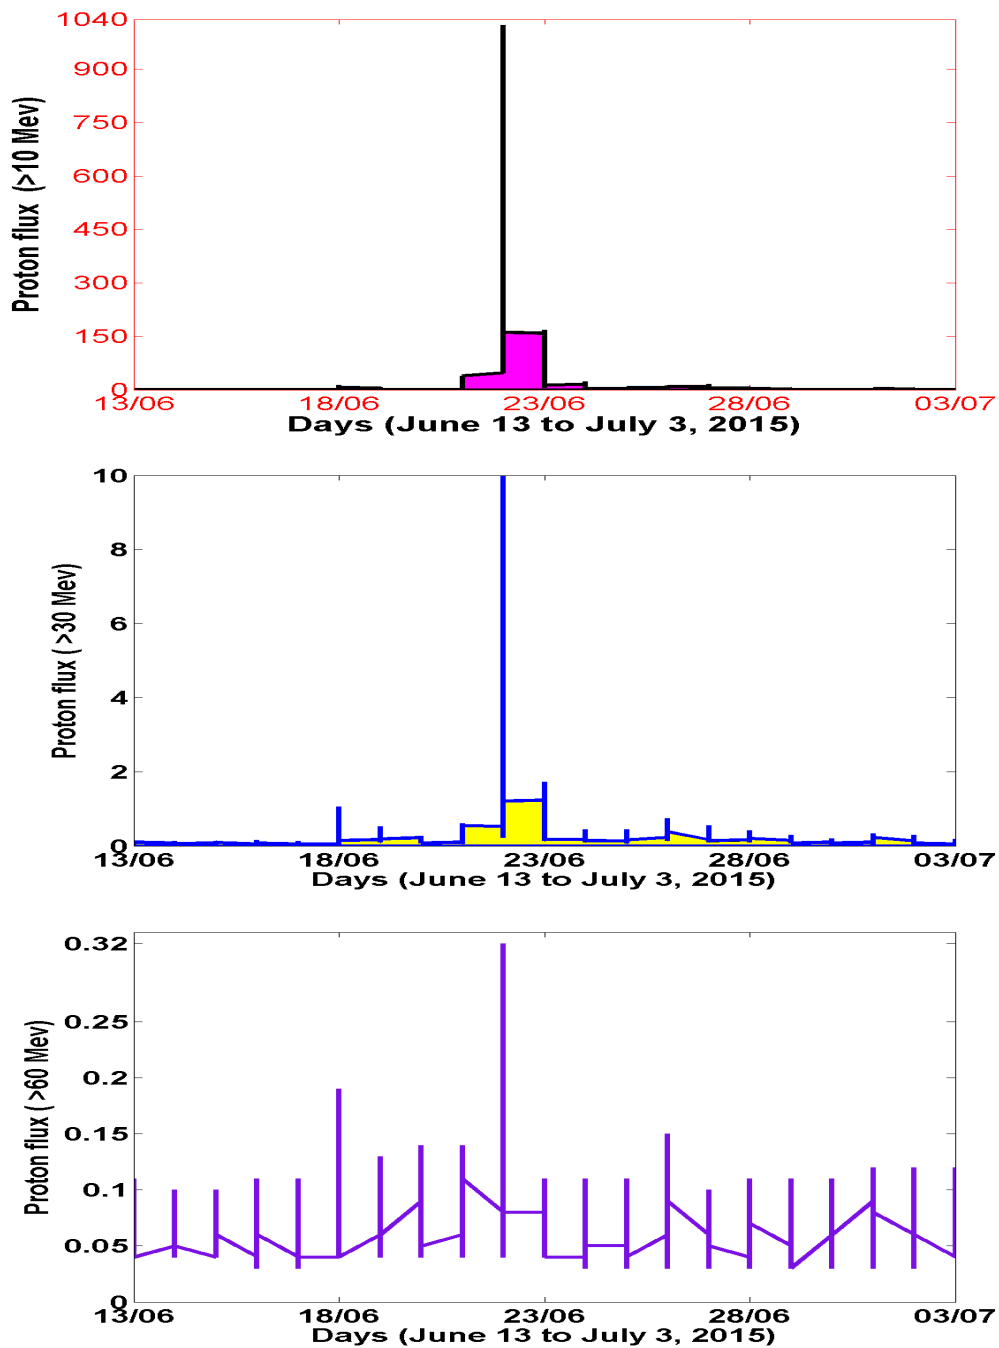 1040
900
750
600
450
300
150
0
Proton flux (>10 Mev)
13/06 18/06 23/06 28/06 03/07
Days (June 13 to July 3, 2015)
10
8
6
4
2
0
Proton flux ( >30 Mev)
13/06 18/06 23/06 28/06 03/07
Days (June 13 to July 3, 2015)
0.32
0.25
0.2
0.15
0.1
0.05
0
Proton flux ( >60 Mev)
13/06 18/06 23/06 28/06 03/07
Days (June 13 to July 3, 2015)